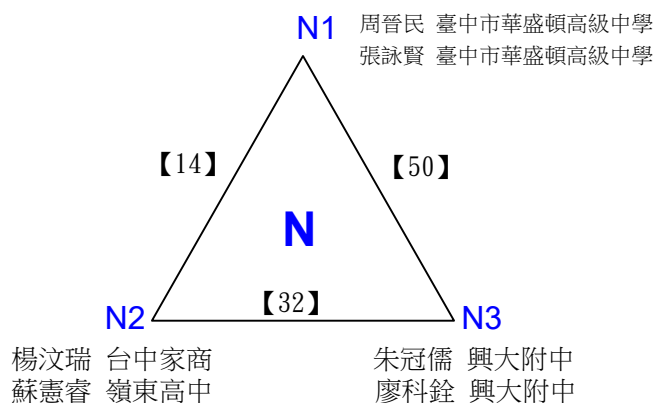 N1
周晉民 臺中市華盛頓高級中學
張詠賢 臺中市華盛頓高級中學
【14】
【50】
N
【32】
N2
N3
楊汶瑞 台中家商
蘇憲睿 嶺東高中
朱冠儒 興大附中
廖科銓 興大附中